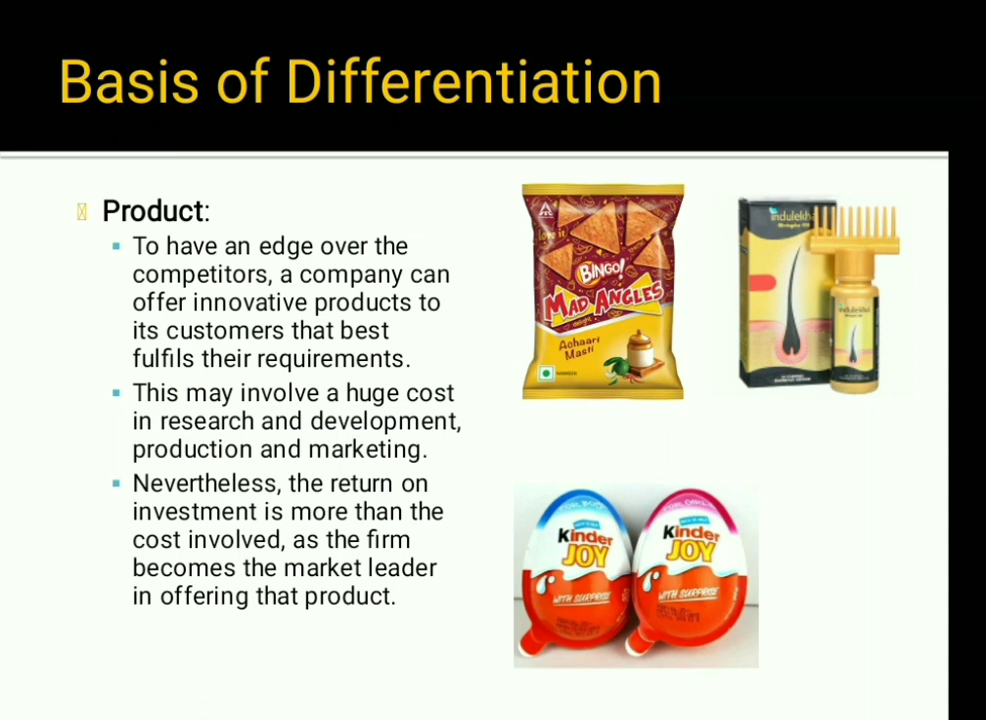 Basis of Differentiation
Product:
To have an edge over the
competitors, a company can
offer innovative products to
its customers that best
fulfils their requirements.
This may involve a huge cost
in research and development,
production and marketing.
Nevertheless, the return on
investment is more than the
cost involved, as the firm
becomes the market leader
in offering that product.
BINGO!
MAD ANGLES
Achaari
Masti
indulekha
indulekha
Kinder
JOY
WITH SURPRISE
Kinder
JOY
WITH SURPRISE